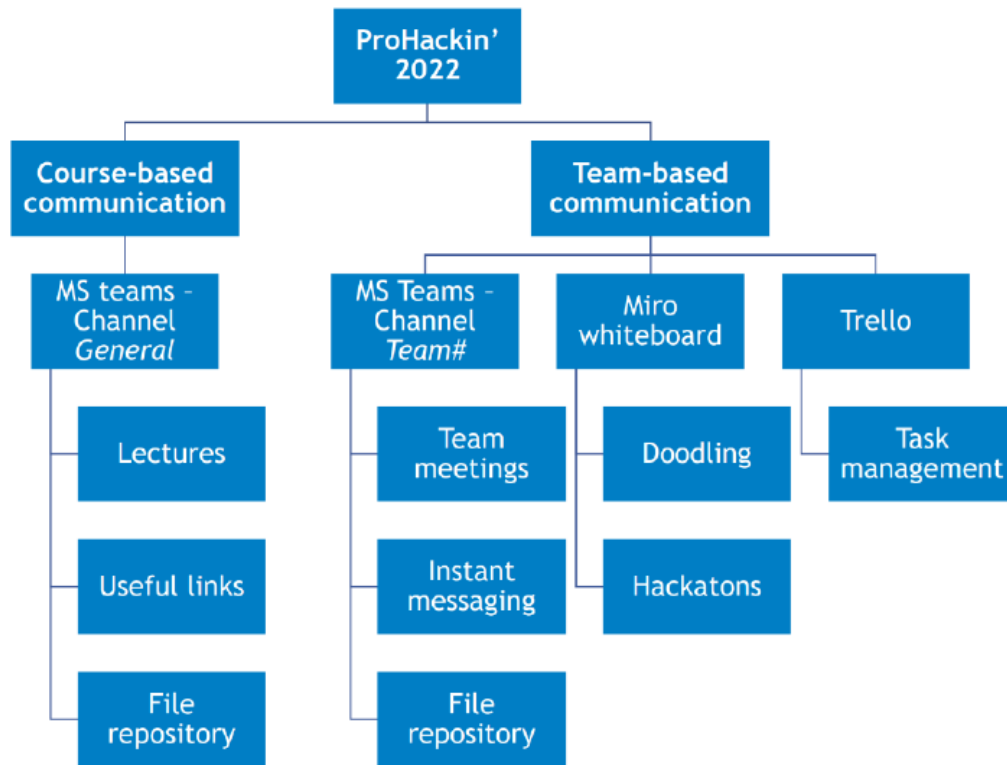 ProHackin’
2022
Course-based
communication
Team-based
communication
MS teams –
Channel
General
MS Teams –
Channel
Team#
Miro
whiteboard
Trello
Lectures
Team
meetings
Doodling
Task
management
Useful links
Instant
messaging
Hackatons
File
repository
File
repository